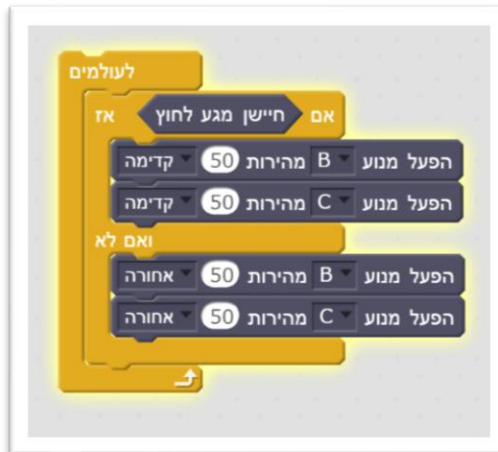 לעולמים
אם חיישן מגע לחוץ אז
הפעל מנוע B מהירות 50 קדימה
הפעל מנוע C מהירות 50 קדימה
ואם לא
הפעל מנוע B מהירות 50 אחורה
הפעל מנוע C מהירות 50 אחורה